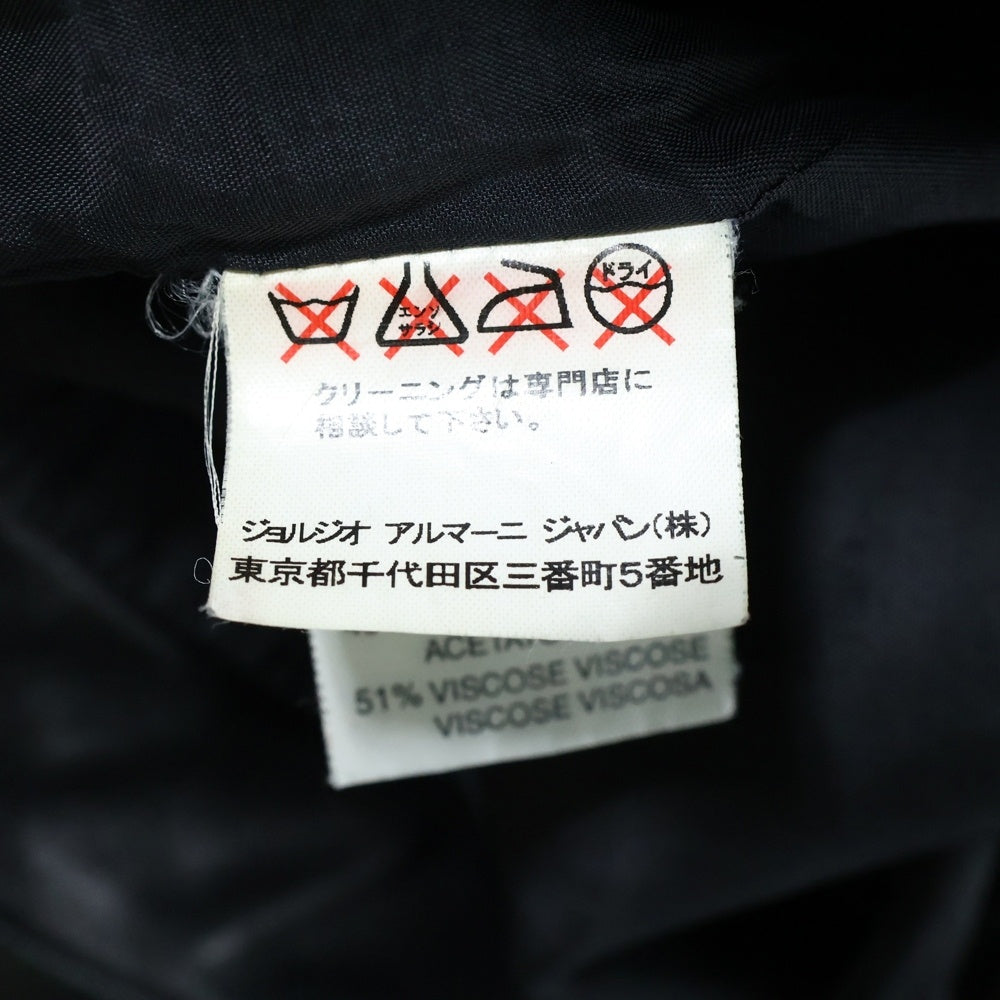 ドライ
エンソ
サラシ
クリーニングは専門店に
相談して下さい。
ジョルジオ アルマーニ ジャパン(株)
東京都千代田区三番町5番地
51% VISCOSE VISCOSE
VISCOSE VISCOSA